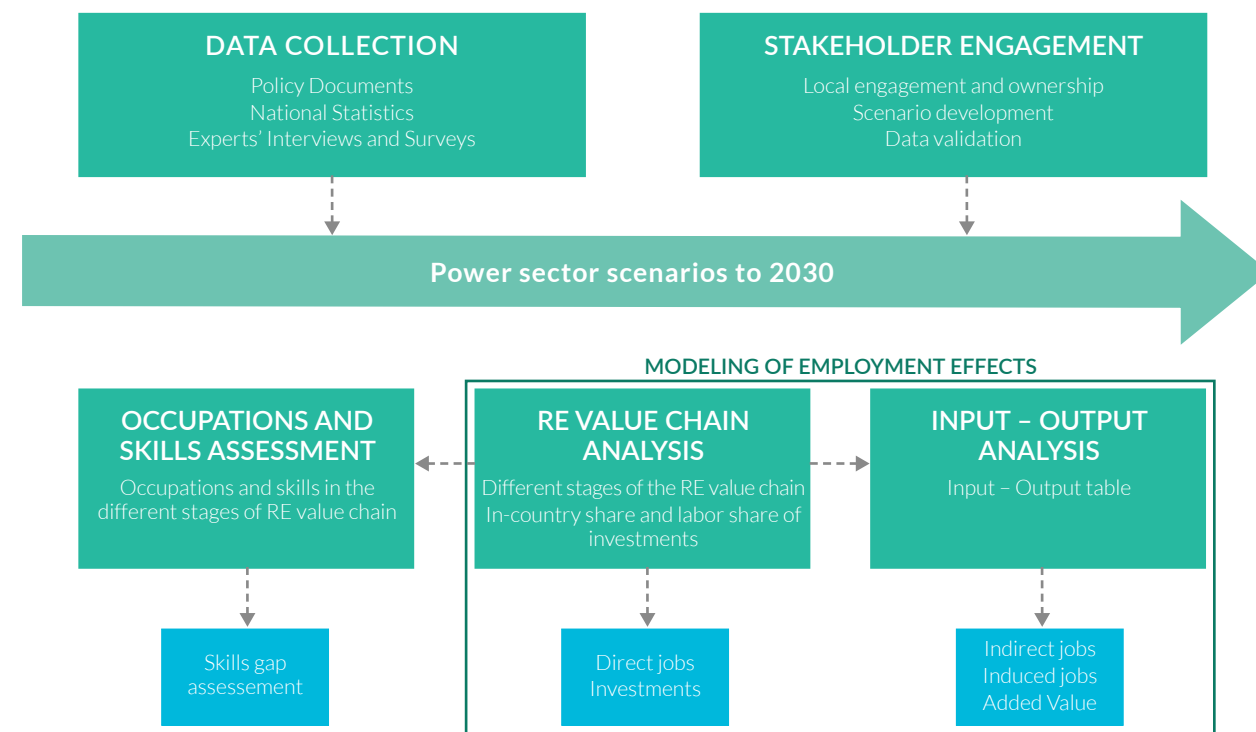 DATA COLLECTION
Policy Documents
National Statistics
Experts' Interviews and Surveys
STAKEHOLDER ENGAGEMENT
Local engagement and ownership
Scenario development
Data validation
Power sector scenarios to 2030
MODELING OF EMPLOYMENT EFFECTS
OCCUPATIONS AND
SKILLS ASSESSMENT
Occupations and skills in the
different stages of RE value chain
RE VALUE CHAIN
ANALYSIS
Different stages of the RE value chain
In-country share and labor share of
investments
INPUT – OUTPUT
ANALYSIS
Input – Output table
Skills gap
assessement
Direct jobs
Investments
Indirect jobs
Induced jobs
Added Value